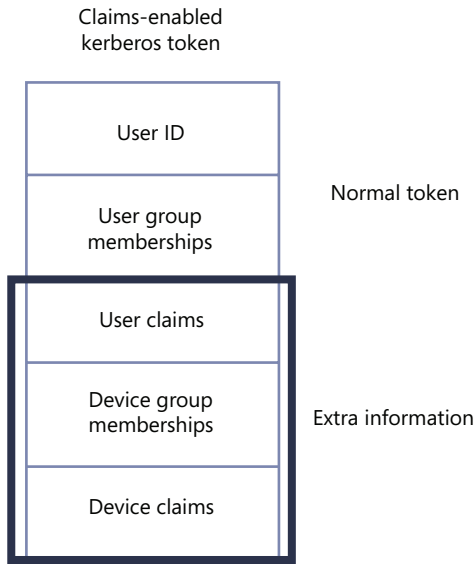 Claims-enabled
kerberos token
User ID
Normal token
User group
memberships
User claims
Device group
memberships
Extra information
Device claims